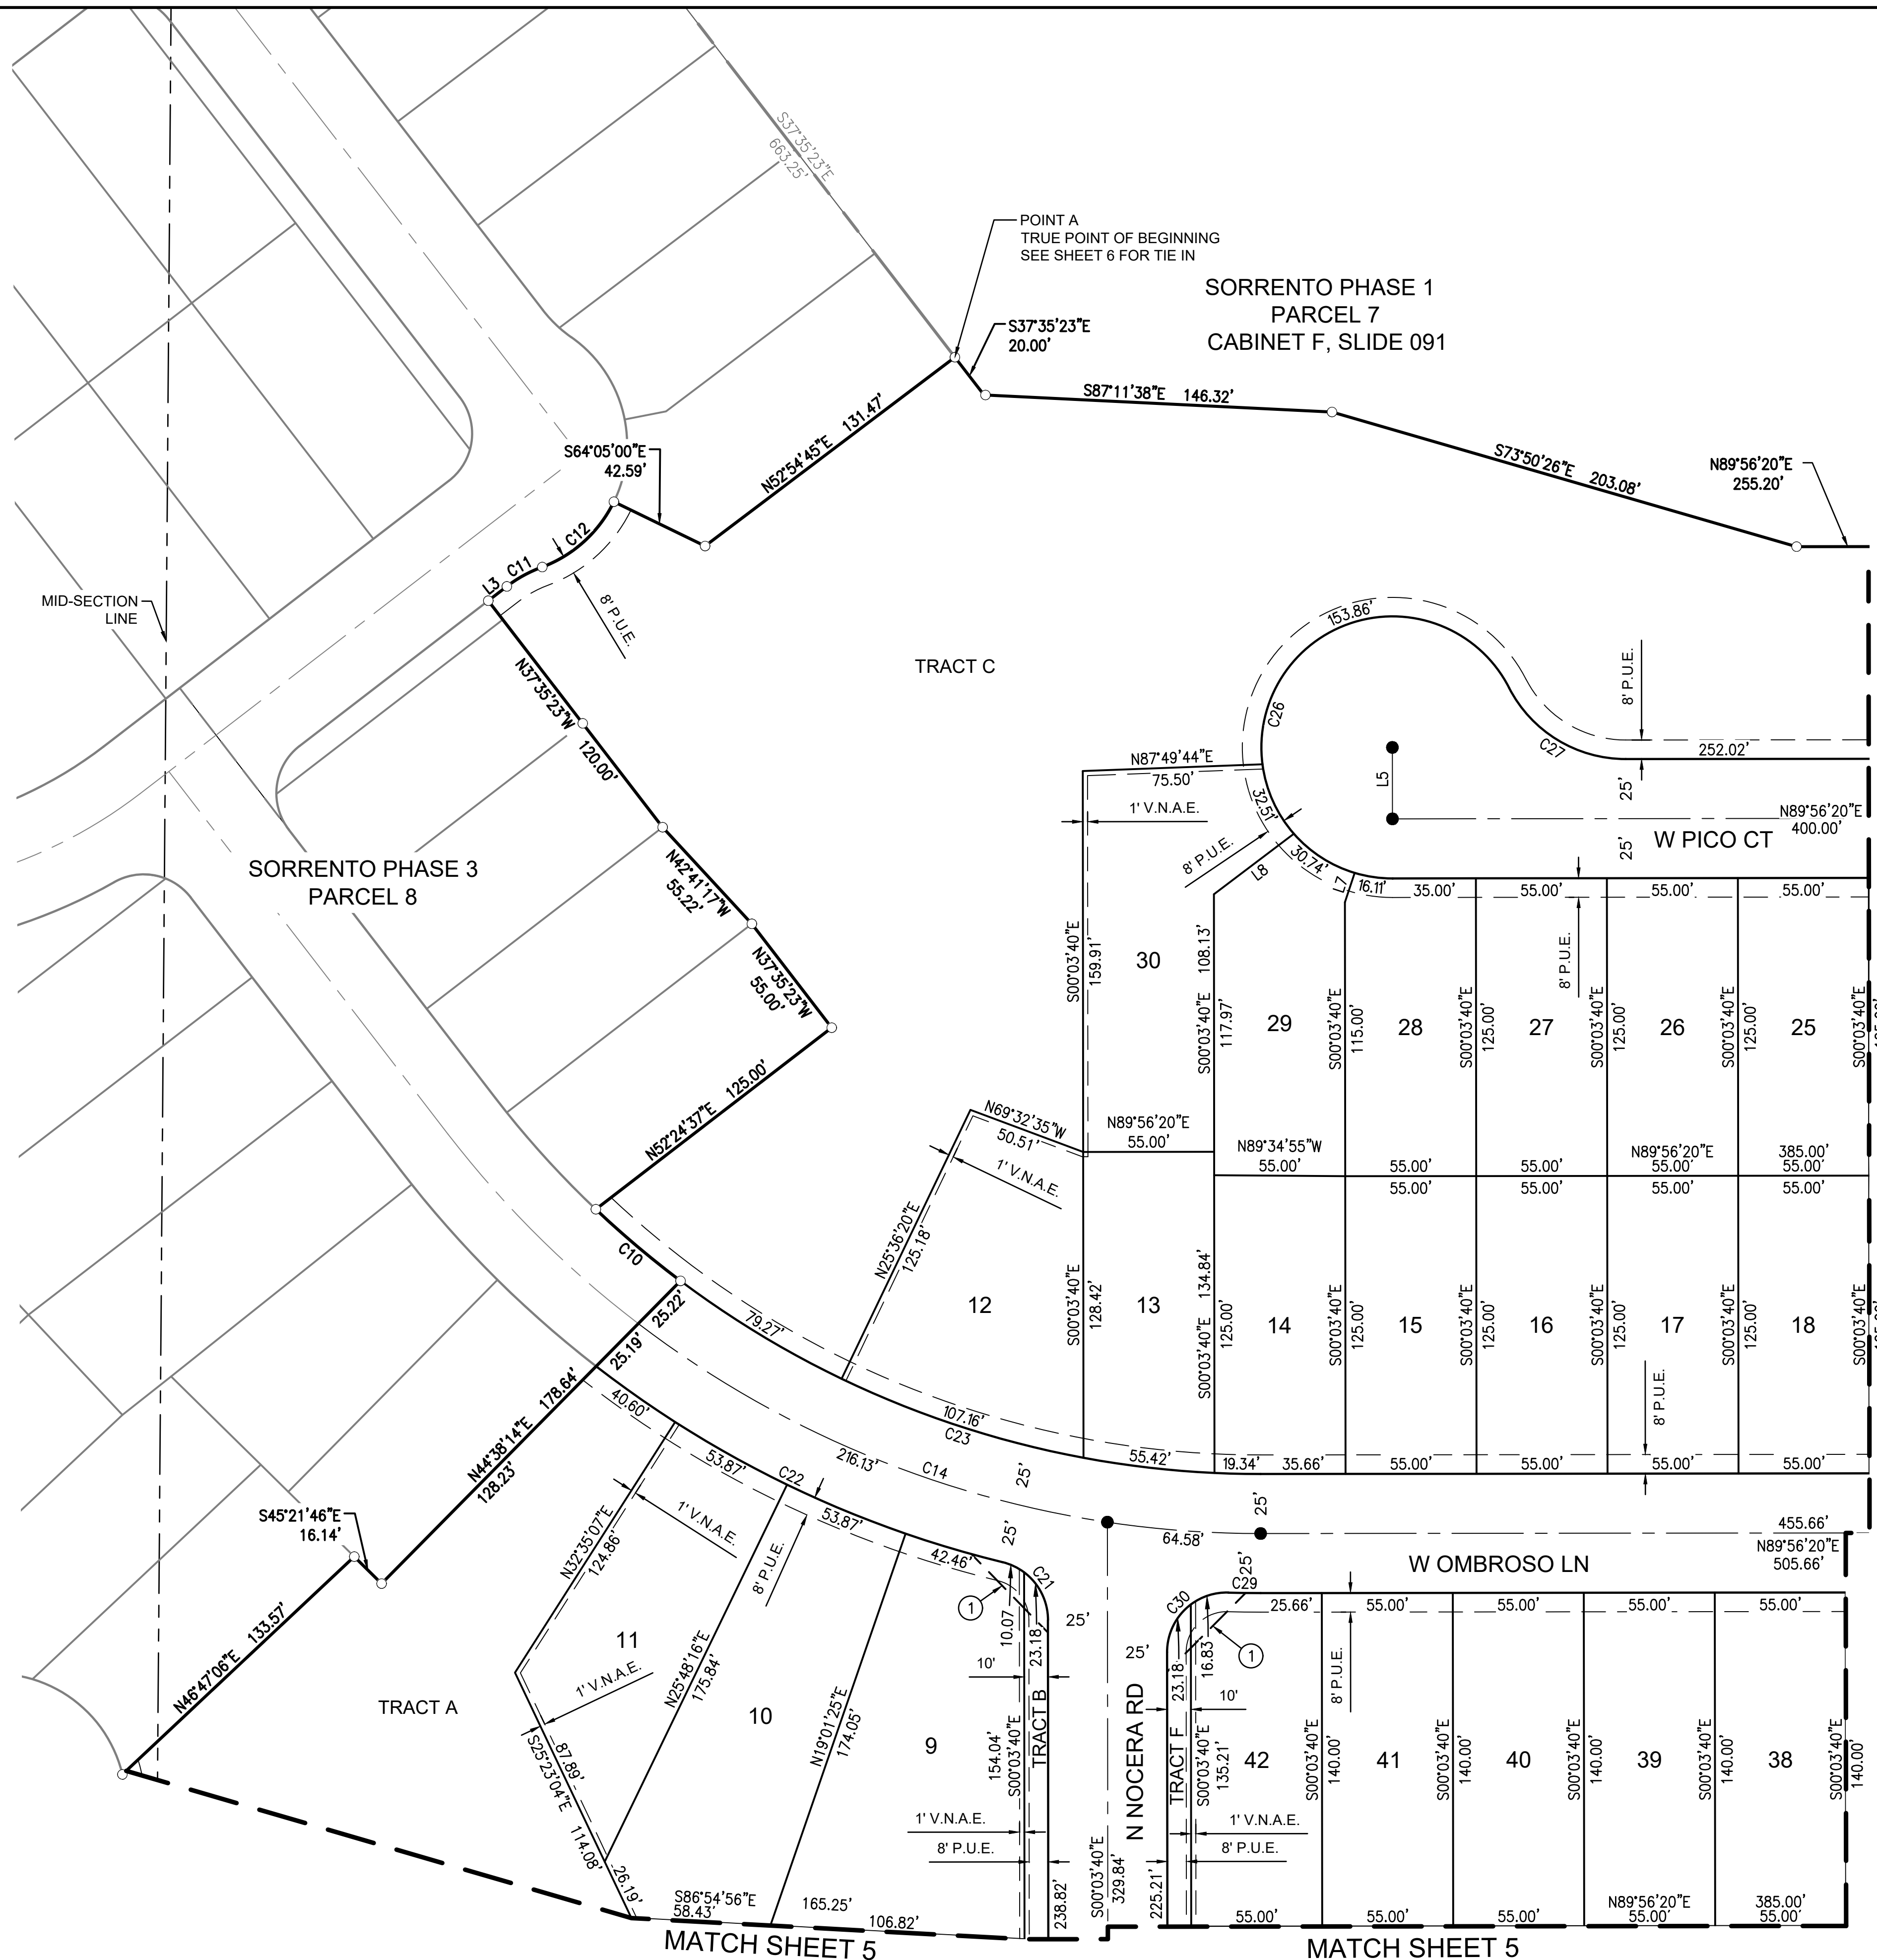 S37°35'23"E
663.25'
POINT A
TRUE POINT OF BEGINNING
SEE SHEET 6 FOR TIE IN
SORRENTO PHASE 1
PARCEL 7
CABINET F, SLIDE 091
S37°35'23"E
20.00'
S87°11'38"E 146.32'
S73°50'26"E 203.08'
N89°56'20"E
255.20'
N52°54'45"E 131.47'
S64°05'00"E
42.59'
C12
C11
L3
8' P.U.E.
MID-SECTION
LINE
N37°35'23"W 120.00'
TRACT C
153.86'
C26
C27
8' P.U.E.
252.02'
25'
L5
N89°56'20"E
400.00'
W PICO CT
25'
N87°49'44"E
75.50'
1' V.N.A.E.
32.51'
8' P.U.E.
L8
30.74'
L7
16.11'
35.00'
55.00'
55.00'
55.00'
8' P.U.E.
SORRENTO PHASE 3
PARCEL 8
N42°41'17"W
55.22'
N37°35'23"W
55.00'
N52°24'37"E 125.00'
S00°03'40"E
159.91'
30
108.13'
S00°03'40"E
117.97'
29
S00°03'40"E
115.00'
28
S00°03'40"E
125.00'
27
S00°03'40"E
125.00'
26
S00°03'40"E
125.00'
25
S00°03'40"E
N69°32'35"W
50.51'
1' V.N.A.E.
N89°56'20"E
55.00'
N89°34'55"W
55.00'
55.00'
55.00'
N89°56'20"E
55.00'
385.00'
55.00'
55.00'
55.00'
55.00'
55.00'
C10
N25°36'20"E
125.18'
12
S00°03'40"E
128.42'
13
S00°03'40"E 134.84'
125.00'
14
S00°03'40"E
125.00'
15
S00°03'40"E
125.00'
16
S00°03'40"E
125.00'
17
S00°03'40"E
125.00'
18
S00°03'40"E
8' P.U.E.
79.27'
107.16'
C23
55.42'
19.34'
35.66'
55.00'
55.00'
55.00'
55.00'
25.22'
25.19'
N44°38'14"E 178.64'
128.23'
40.60'
53.87'
C22
216.13'
C14
25'
25'
64.58'
455.66'
N89°56'20"E
505.66'
W OMBROSO LN
S45°21'46"E
16.14'
N46°47'06"E 133.57'
N32°35'07"E
124.86'
1' V.N.A.E.
8' P.U.E.
53.87'
42.46'
25'
C21
1
10.07
23.18
25'
25'
C30
C29
25'
23.18
16.83
1
25.66'
55.00'
55.00'
55.00'
55.00'
8' P.U.E.
TRACT A
11
1' V.N.A.E.
S25°23'04"E 114.08'
87.89'
26.19'
N25°48'16"E
175.84'
10
N19°01'25"E
174.05'
9
10'
154.04'
S00°03'40"E
TRACT B
1' V.N.A.E.
8' P.U.E.
238.82'
N NOCERA RD
S00°03'40"E
329.84'
TRACT F
10'
S00°03'40"E
135.21'
225.21'
1' V.N.A.E.
8' P.U.E.
42
S00°03'40"E
140.00'
41
S00°03'40"E
140.00'
40
S00°03'40"E
140.00'
39
S00°03'40"E
140.00'
38
S00°03'40"E
140.00'
S86°54'56"E
58.43'
165.25'
106.82'
55.00'
55.00'
55.00'
N89°56'20"E
55.00'
385.00'
55.00'
MATCH SHEET 5
MATCH SHEET 5